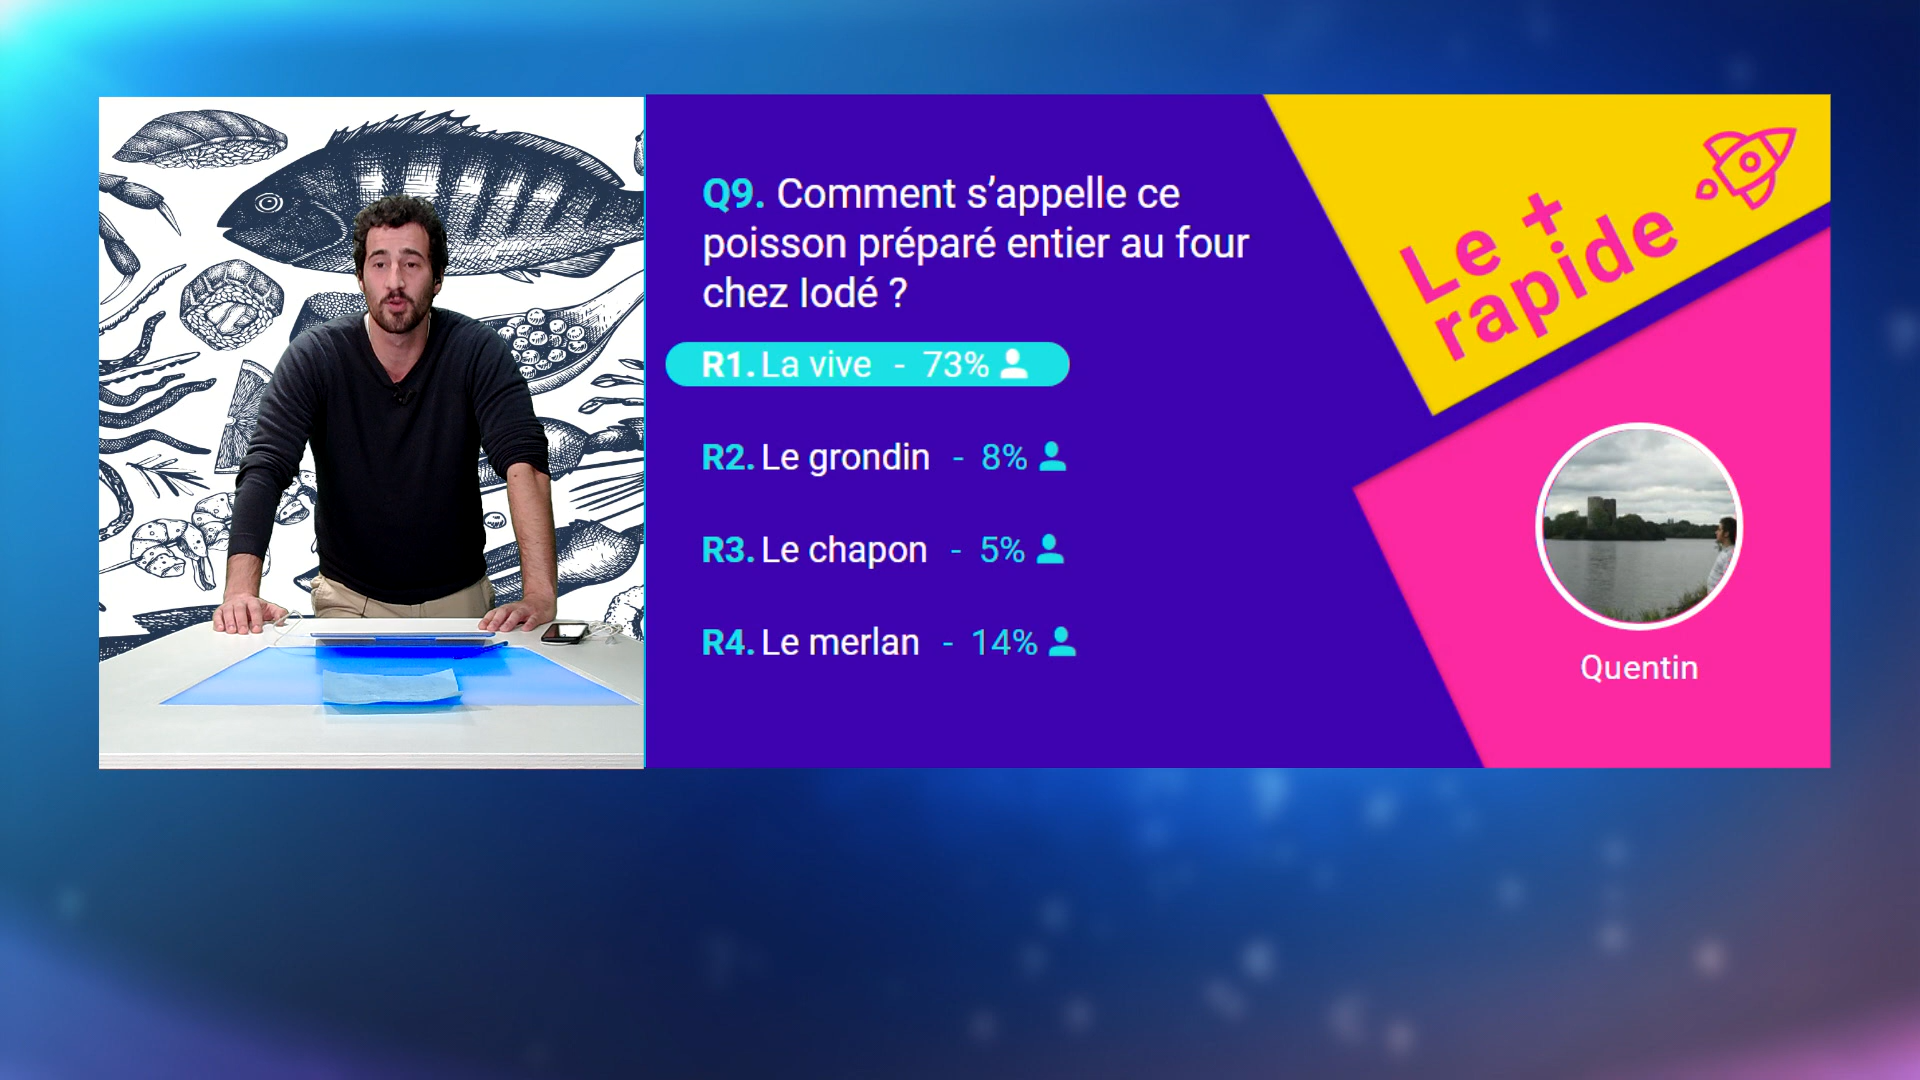 Q9. Comment s’appelle ce
poisson préparé entier au four
chez Iodé ?
R1. La vive - 73%
R2. Le grondin - 8%
R3. Le chapon - 5%
R4. Le merlan - 14%
Le +
rapide
Quentin